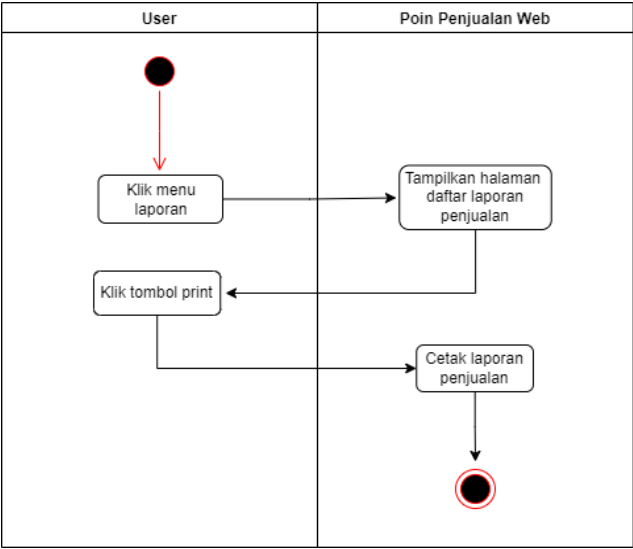 User
Poin Penjualan Web
Klik menu
laporan
Tampilkan halaman
daftar laporan
penjualan
Klik tombol print
Cetak laporan
penjualan